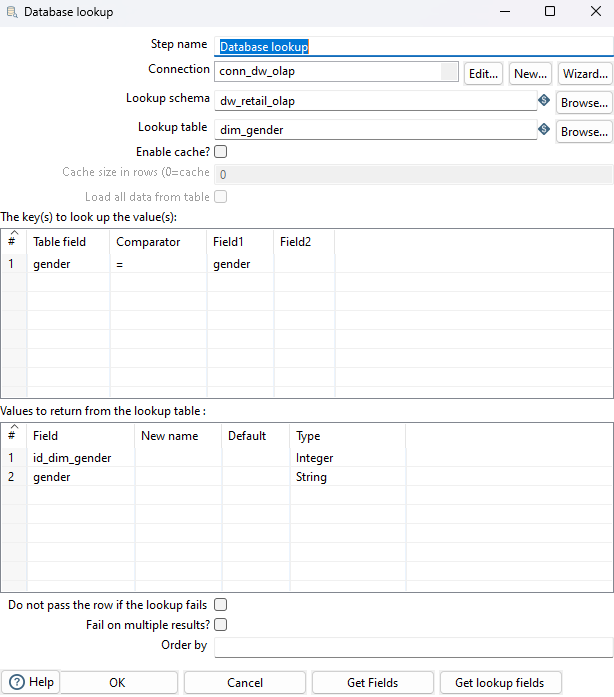 Database lookup
Step name Database lookup
Connection conn_dw_olap Edit... New... Wizard...
Lookup schema dw_retail_olap S Browse...
Lookup table dim_gender S Browse...
Enable cache?
Cache size in rows (0=cache 0
Load all data from table
The key(s) to look up the value(s):
# Table field Comparator Field1 Field2
1 gender = gender
Values to return from the lookup table :
# Field New name Default Type
1 id_dim_gender Integer
2 gender String
Do not pass the row if the lookup fails
Fail on multiple results?
Order by
? Help OK Cancel Get Fields Get lookup fields